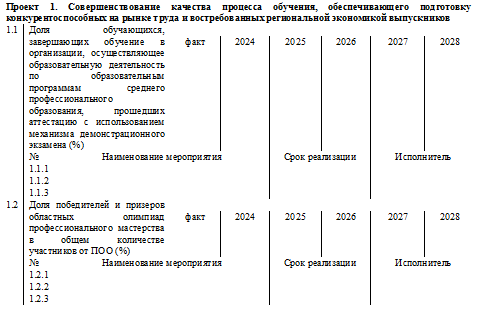 Проект 1. Совершенствование качества процесса обучения, обеспечивающего подготовку
конкурентоспособных на рынке труда и востребованных региональной экономикой выпускников
1.1 Доля обучающихся,
завершающих обучение в факт 2024 2025 2026 2027 2028
организации, осуществляющее
образовательную деятельность
по образовательным
программам среднего
профессионального
образования, прошедших
аттестацию с использованием
механизма демонстрационного
экзамена (%)
№ Наименование мероприятия Срок реализации Исполнитель
1.1.1
1.1.2
1.1.3
1.2 Доля победителей и призеров
областных олимпиад факт 2024 2025 2026 2027 2028
профессионального мастерства
в общем количестве
участников от ПОО (%)
№ Наименование мероприятия Срок реализации Исполнитель
1.2.1
1.2.2
1.2.3